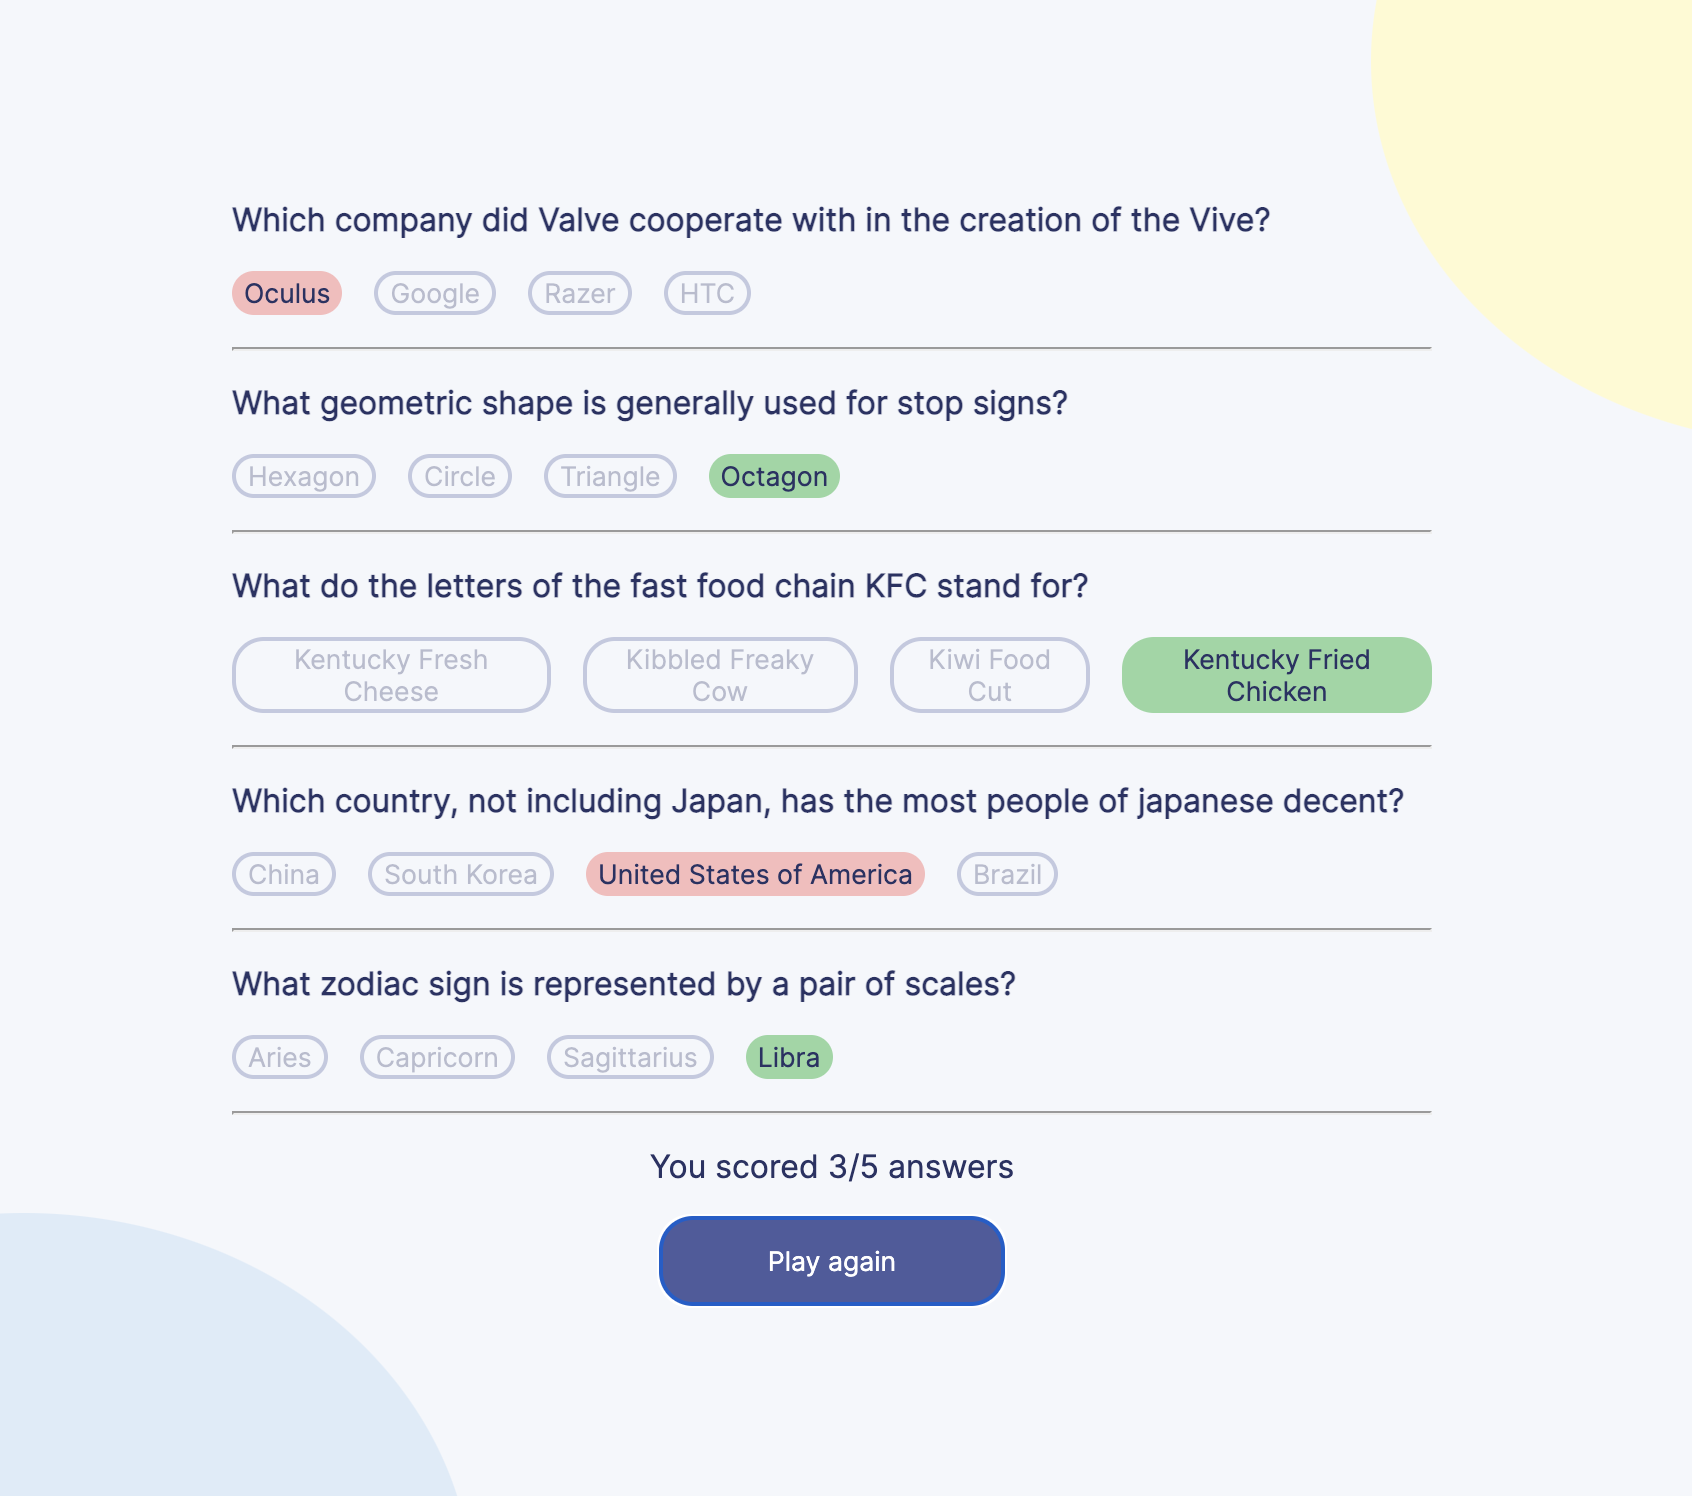 Which company did Valve cooperate with in the creation of the Vive?
Oculus Google Razer HTC
What geometric shape is generally used for stop signs?
Hexagon Circle Triangle Octagon
What do the letters of the fast food chain KFC stand for?
Kentucky Fresh Cheese
Kibbled Freaky Cow
Kiwi Food Cut
Kentucky Fried Chicken
Which country, not including Japan, has the most people of japanese decent?
China South Korea United States of America Brazil
What zodiac sign is represented by a pair of scales?
Aries Capricorn Sagittarius Libra
You scored 3/5 answers
Play again